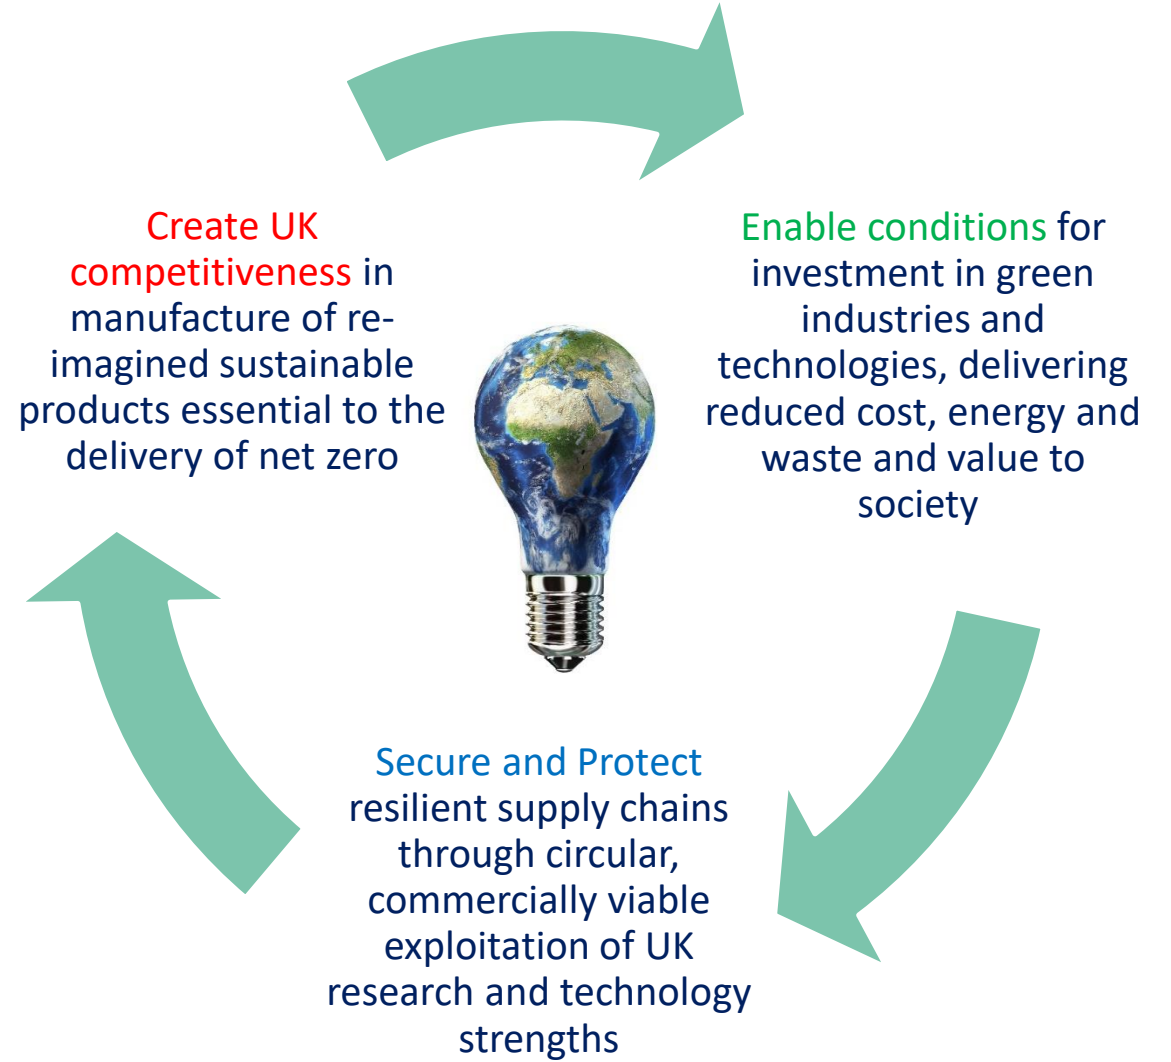 Create UK
competitiveness in
manufacture of re-
imagined sustainable
products essential to the
delivery of net zero
Enable conditions for
investment in green
industries and
technologies, delivering
reduced cost, energy and
waste and value to
society
Secure and Protect
resilient supply chains
through circular,
commercially viable
exploitation of UK
research and technology
strengths